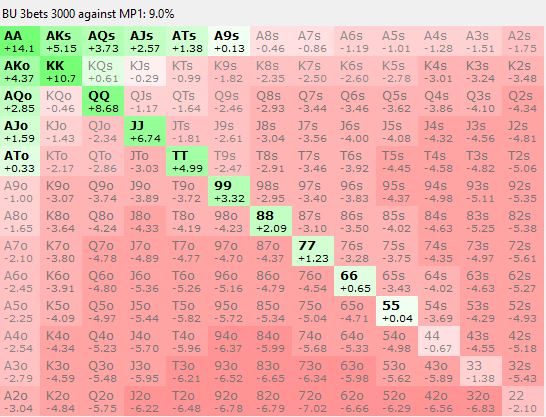 BU 3bets 3000 against MP1: 9.0%
AA AKs AQs AJs ATs A9s A8s A7s A6s A5s A4s A3s A2s
+14.1 +5.15 +3.73 +2.57 +1.38 +0.13 -0.46 -0.86 -1.19 -1.01 -1.28 -1.51 -1.75
AKo KK KQs KJs KTs K9s K8s K7s K6s K5s K4s K3s K2s
+4.37 +10.7 -0.61 -0.29 -0.99 -1.82 -2.35 -2.50 -2.60 -2.78 -3.01 -3.24 -3.48
AQo KQo QQ QJs QTs Q9s Q8s Q7s Q6s Q5s Q4s Q3s Q2s
+2.85 -0.46 +8.68 -1.17 -1.64 -2.46 -2.93 -3.44 -3.46 -3.62 -3.86 -4.10 -4.34
AJo KJo QJo JJ JTs J9s J8s J7s J6s J5s J4s J3s J2s
+1.59 -1.43 -2.34 +6.74 -1.81 -2.61 -3.04 -3.56 -4.00 -4.08 -4.32 -4.56 -4.81
ATo KTo QTo JTo TT T9s T8s T7s T6s T5s T4s T3s T2s
+0.33 -2.17 -2.86 -3.03 +4.99 -2.47 -2.91 -3.46 -3.92 -4.45 -4.58 -4.82 -5.06
A9o K9o Q9o J9o T9o 99 98s 97s 96s 95s 94s 93s 92s
-1.00 -3.07 -3.74 -3.89 -3.72 +3.32 -2.95 -3.40 -3.83 -4.37 -4.98 -5.11 -5.35
A8o K8o Q8o J8o T8o 98o 88 87s 86s 85s 84s 83s 82s
-1.65 -3.64 -4.24 -4.33 -4.19 -4.23 +2.09 -3.10 -3.50 -4.02 -4.63 -5.25 -5.38
A7o K7o Q7o J7o T7o 97o 87o 77 76s 75s 74s 73s 72s
-2.10 -3.80 -4.78 -4.89 -4.77 -4.70 -4.37 +1.23 -3.28 -3.75 -4.35 -4.97 -5.61
A6o K6o Q6o J6o T6o 96o 86o 76o 66 65s 64s 63s 62s
-2.45 -3.91 -4.80 -5.36 -5.26 -5.16 -4.79 -4.54 +0.65 -3.43 -4.02 -4.63 -5.27
A5o K5o Q5o J5o T5o 95o 85o 75o 65o 55 54s 53s 52s
-2.25 -4.09 -4.97 -5.44 -5.82 -5.72 -5.34 -5.04 -4.71 +0.04 -3.69 -4.29 -4.93
A4o K4o Q4o J4o T4o 94o 84o 74o 64o 54o 44 43s 42s
-2.54 -4.34 -5.23 -5.70 -5.96 -6.37 -5.99 -5.68 -5.33 -4.98 -0.67 -4.55 -5.18
A3o K3o Q3o J3o T3o 93o 83o 73o 63o 53o 43o 33 32s
-2.79 -4.59 -5.48 -5.95 -6.21 -6.52 -6.65 -6.34 -5.98 -5.62 -5.89 -1.38 -5.43
A2o K2o Q2o J2o T2o 92o 82o 72o 62o 52o 42o 32o 22
-3.04 -4.84 -5.75 -6.22 -6.48 -6.78 -6.79 -7.02 -6.66 -6.29 -6.56 -6.83 -2.10